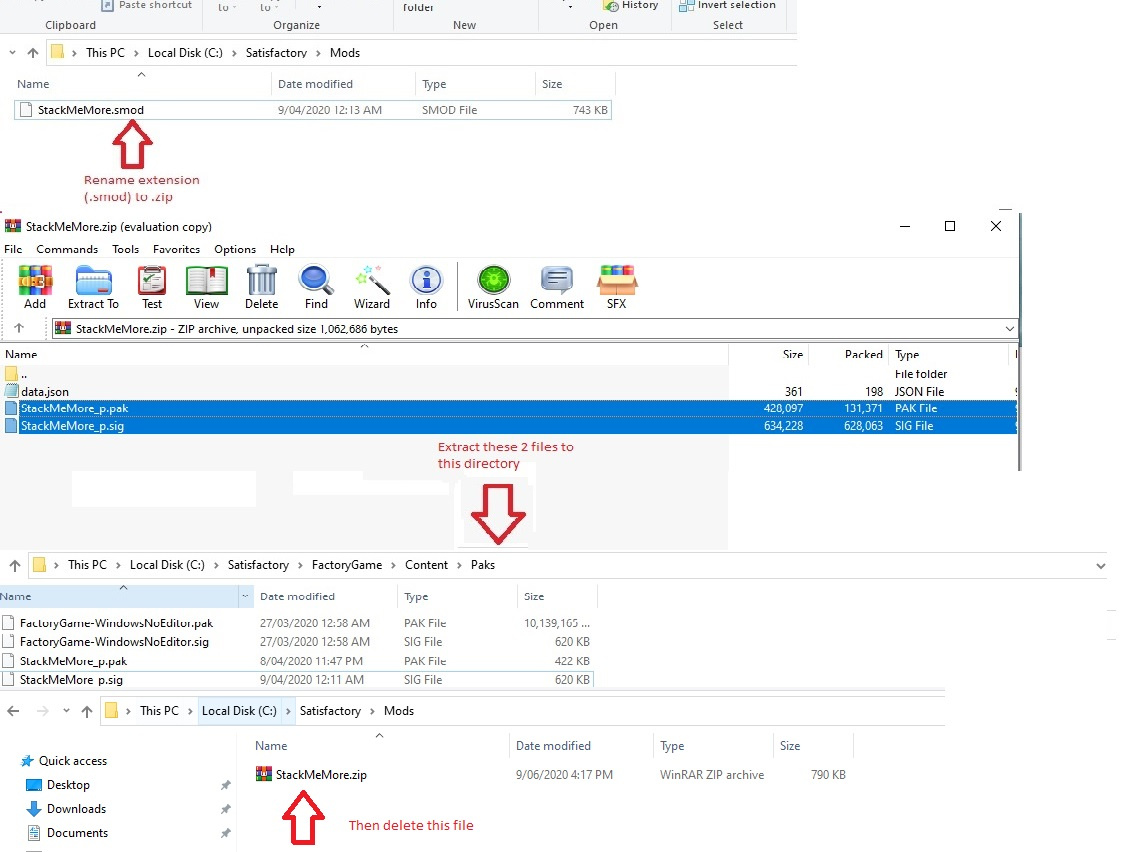 Paste shortcut
to
to
folder
History
Invert selection
Clipboard
Organize
New
Open
Select
This PC > Local Disk (C:) > Satisfactory > Mods
Name Date modified Type Size
StackMeMore.smod 9/04/2020 12:13 AM SMOD File 743 KB
Rename extension
(.smod) to .zip
StackMeMore.zip (evaluation copy)
File Commands Tools Favorites Options Help
Add Extract To Test View Delete Find Wizard Info VirusScan Comment SFX
StackMeMore.zip - ZIP archive, unpacked size 1,062,686 bytes
Name Size Packed Type
.. File folder
data.json 361 198 JSON File
StackMeMore_p.pak 428,097 131,371 PAK File
StackMeMore_p.sig 634,228 628,063 SIG File
Extract these 2 files to
this directory
This PC > Local Disk (C:) > Satisfactory > FactoryGame > Content > Paks
Name Date modified Type Size
FactoryGame-WindowsNoEditor.pak 27/03/2020 12:58 AM PAK File 10,139,165 ...
FactoryGame-WindowsNoEditor.sig 27/03/2020 12:58 AM SIG File 620 KB
StackMeMore_p.pak 8/04/2020 11:47 PM PAK File 422 KB
StackMeMore_p.sig 9/04/2020 12:11 AM SIG File 620 KB
This PC > Local Disk (C:) > Satisfactory > Mods
Name Date modified Type Size
Quick access
StackMeMore.zip 9/06/2020 4:17 PM WinRAR ZIP archive 790 KB
Desktop
Downloads
Then delete this file
Documents